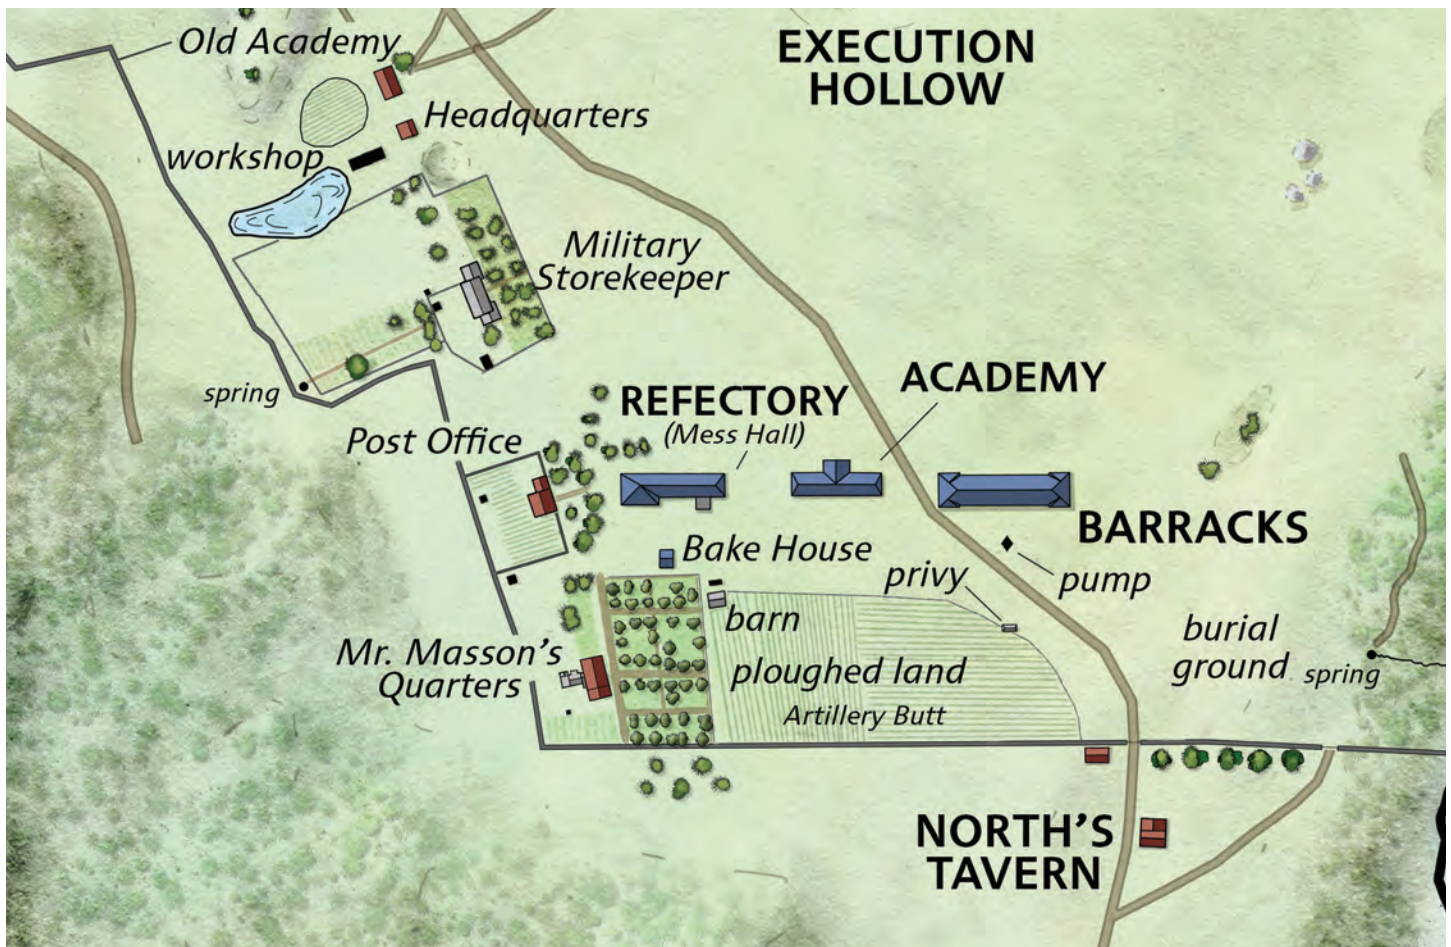 Old Academy
EXECUTION
HOLLOW
Headquarters
workshop
Military
Storekeeper
spring
REFECTORY
(Mess Hall)
ACADEMY
Post Office
BARRACKS
Bake House
privy
pump
barn
burial
ground
spring
Mr. Masson's
Quarters
ploughed land
Artillery Butt
NORTH'S
TAVERN